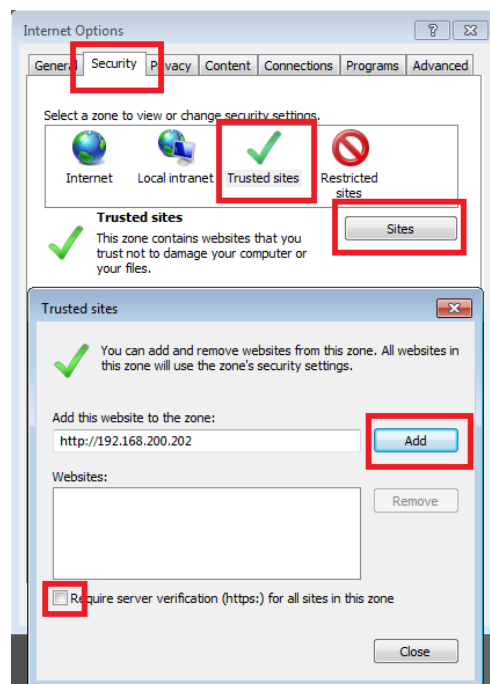 Internet Options
General Security Privacy Content Connections Programs Advanced
Select a zone to view or change security settings.
Internet Local intranet Trusted sites Restricted
sites
Trusted sites
Sites
This zone contains websites that you
trust not to damage your computer or
your files.
Trusted sites
You can add and remove websites from this zone. All websites in
this zone will use the zone's security settings.
Add this website to the zone:
http://192.168.200.202 Add
Websites:
Remove
Require server verification (https:) for all sites in this zone
Close